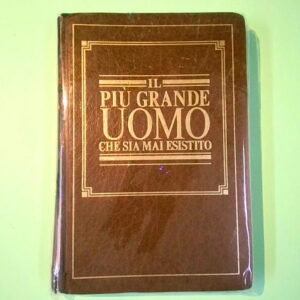 IL
PIÙ GRANDE
UOMO
CHE SIA MAI ESISTITO